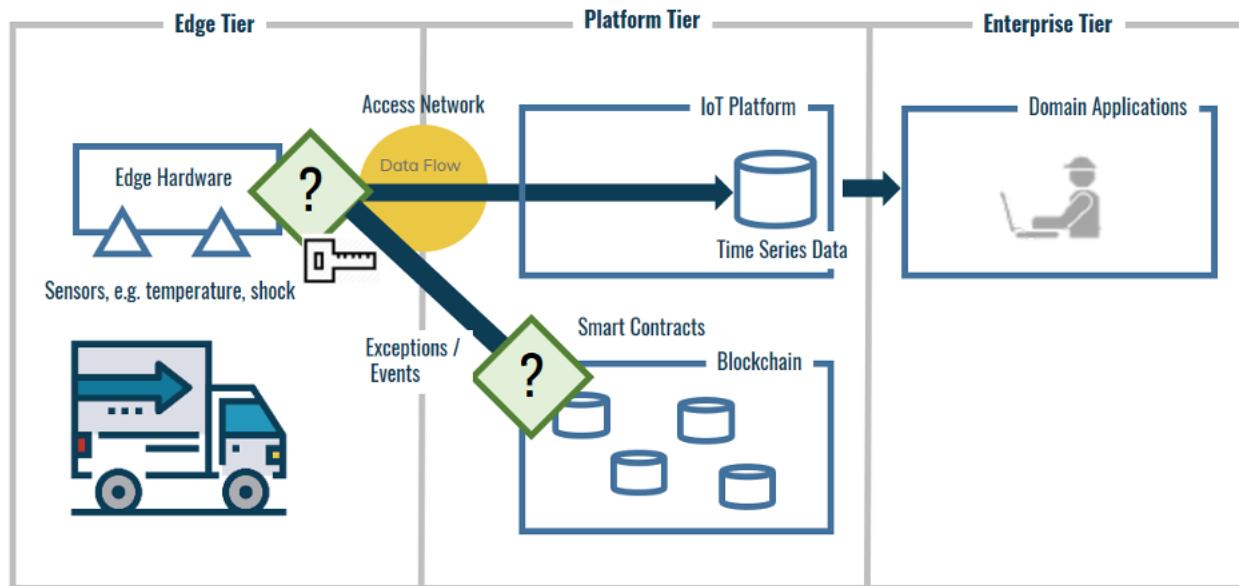 Edge Tier
Platform Tier
Enterprise Tier
Access Network
IoT Platform
Domain Applications
Data Flow
Edge Hardware
?
Time Series Data
Sensors, e.g. temperature, shock
Smart Contracts
Exceptions /
Events
?
Blockchain